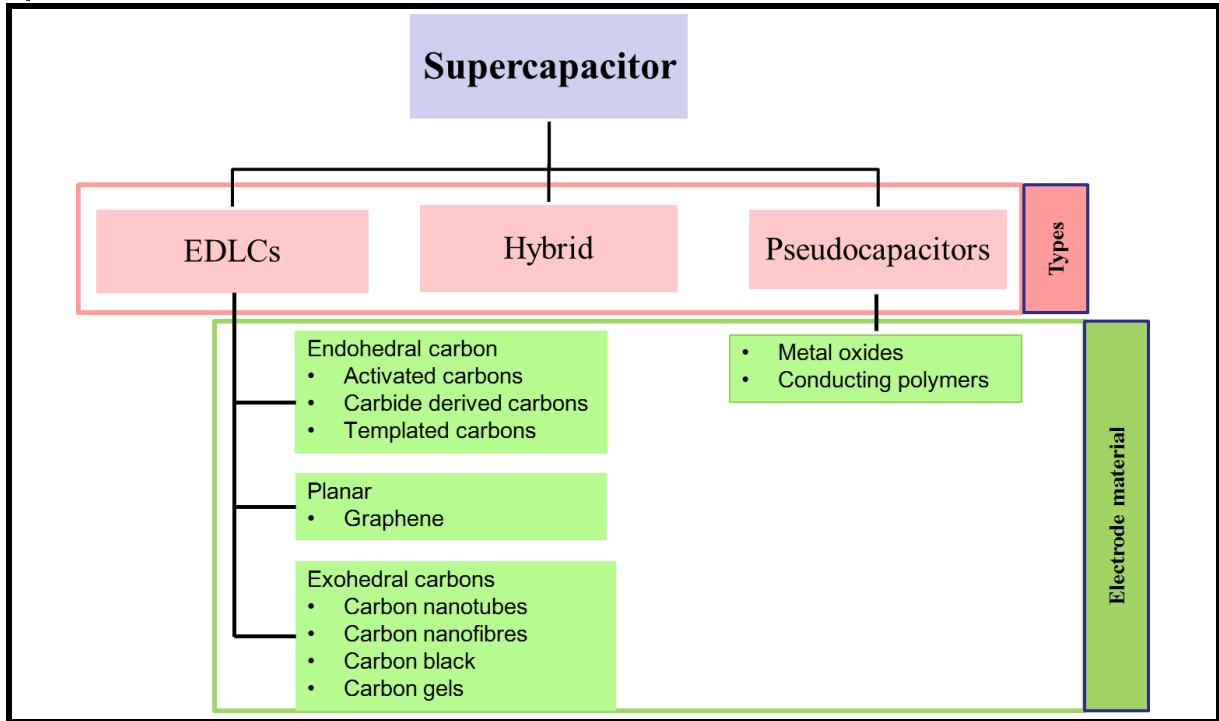 Supercapacitor
EDLCs
Hybrid
Pseudocapacitors
Types
Endohedral carbon
• Activated carbons
• Carbide derived carbons
• Templated carbons
Planar
• Graphene
Exohedral carbons
• Carbon nanotubes
• Carbon nanofibres
• Carbon black
• Carbon gels
• Metal oxides
• Conducting polymers
Electrode material